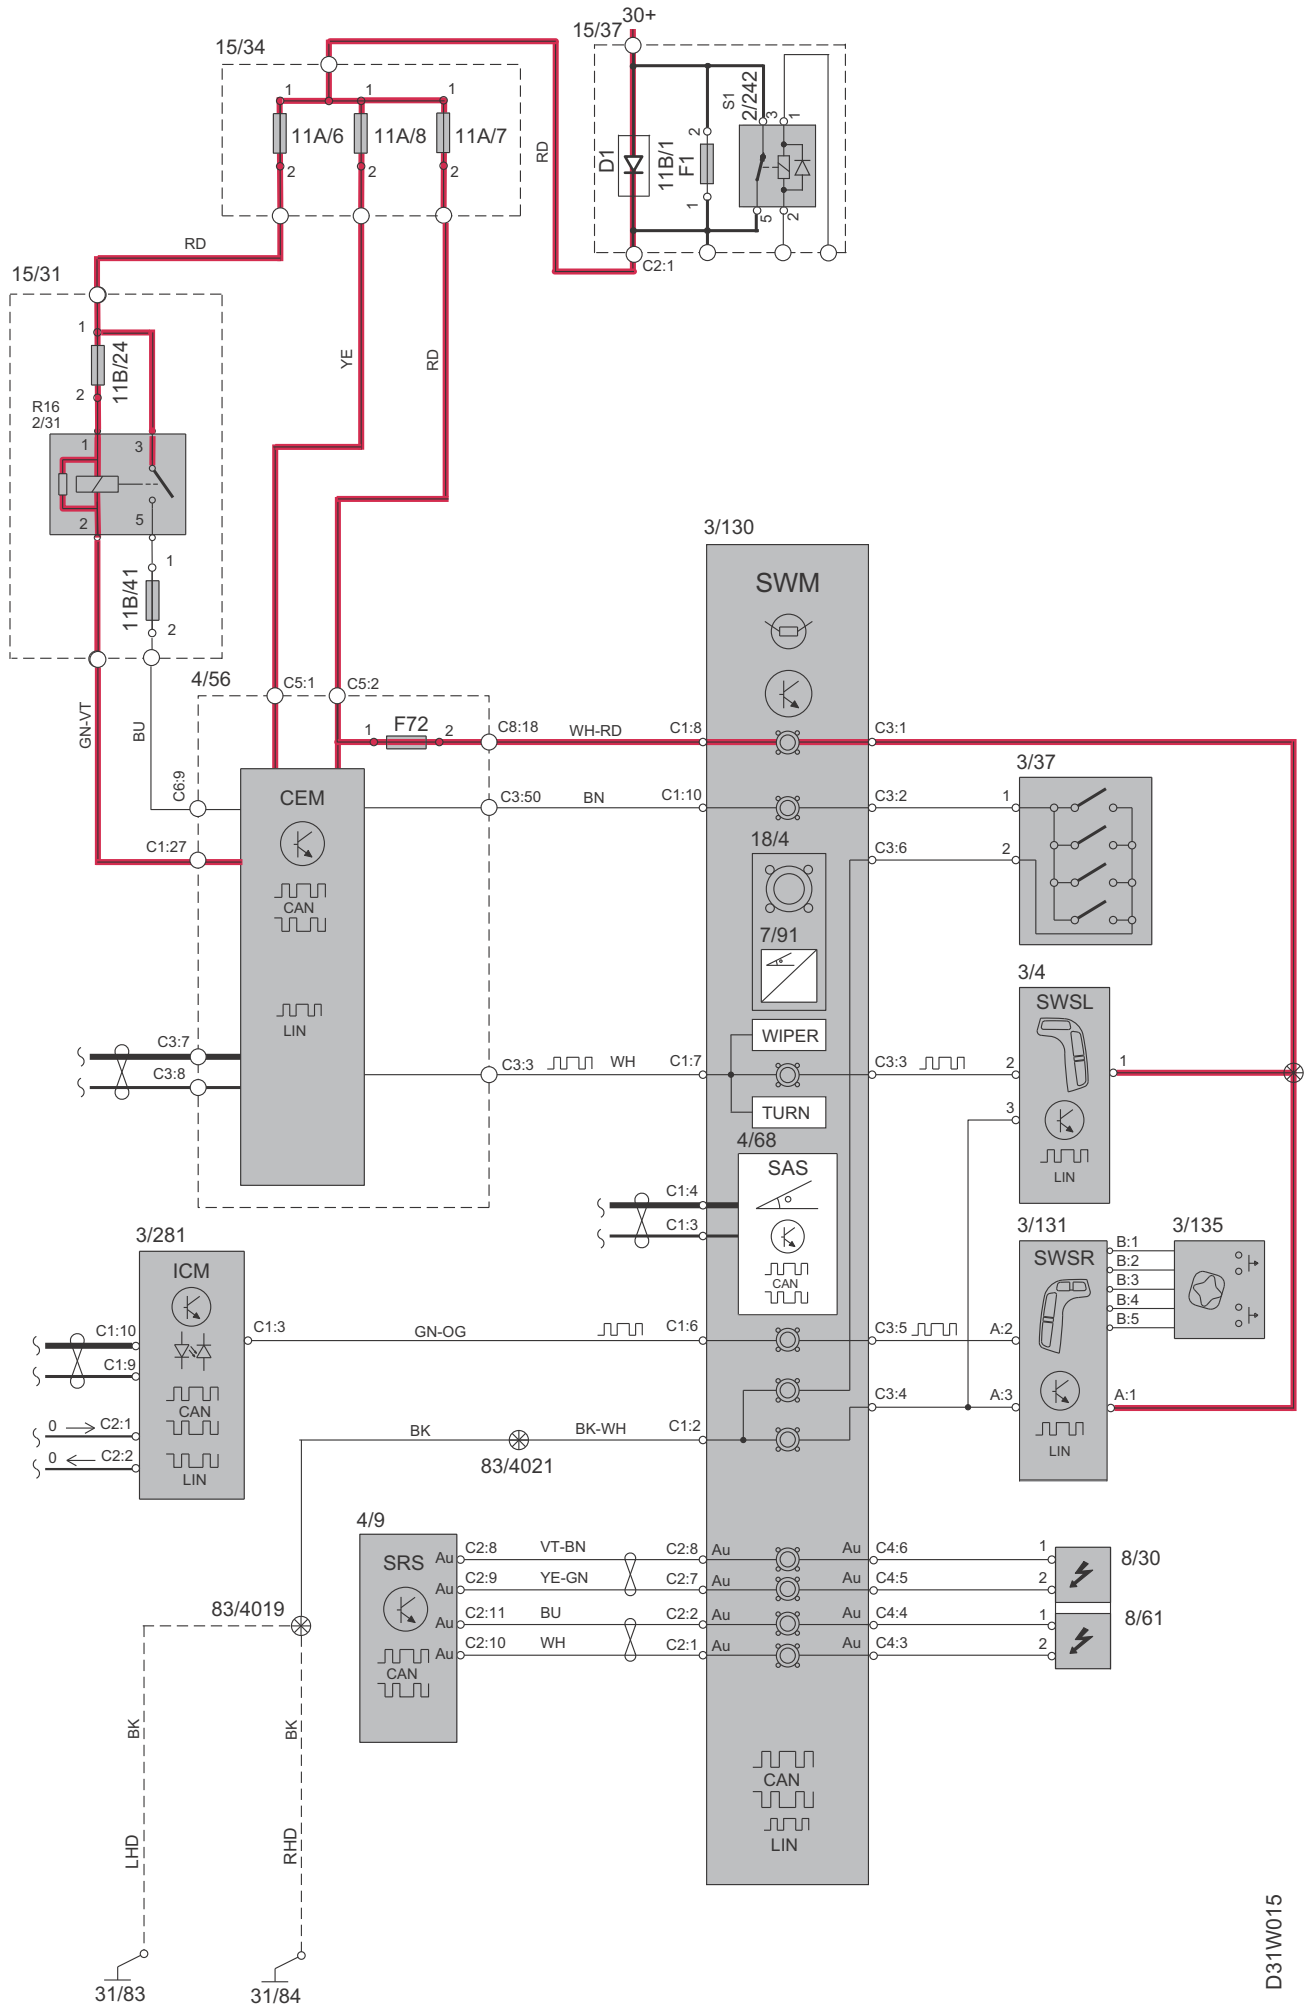 30+
15/34
15/37
S1
2/242
3
1
1
1
1
11A/6
11A/8
11A/7
2
2
2
RD
D1
11B/1
F1
2
1
5
2
C2:1
RD
15/31
YE
RD
1
11B/24
2
R16
2/31
1
3
2
5
1
11B/41
2
GN-VT
BU
4/56
C5:1
C5:2
1
F72
2
C8:18
WH-RD
C1:8
3/130
SWM
C3:1
C6:9
CEM
C3:50
BN
C1:10
C3:2
3/37
1
2
C1:27
CAN
18/4
C3:6
7/91
LIN
3/4
SWSL
WIPER
C3:7
C3:8
C3:3
WH
C1:7
C3:3
2
1
TURN
3
LIN
4/68
SAS
C1:4
C1:3
CAN
3/281
ICM
3/131
SWSR
3/135
B:1
B:2
B:3
B:4
B:5
C1:10
C1:9
C1:3
GN-OG
C1:6
C3:5
A:2
CAN
0
C2:1
0
C2:2
LIN
C3:4
A:3
A:1
LIN
BK
BK-WH
C1:2
83/4021
4/9
SRS
Au
C2:8
VT-BN
C2:8
Au
Au
C4:6
1
8/30
Au
C2:9
YE-GN
C2:7
Au
Au
C4:5
2
Au
C2:11
BU
C2:2
Au
Au
C4:4
1
8/61
Au
C2:10
WH
C2:1
Au
Au
C4:3
2
CAN
83/4019
BK
BK
CAN
LIN
LHD
RHD
31/83
31/84
D31W015